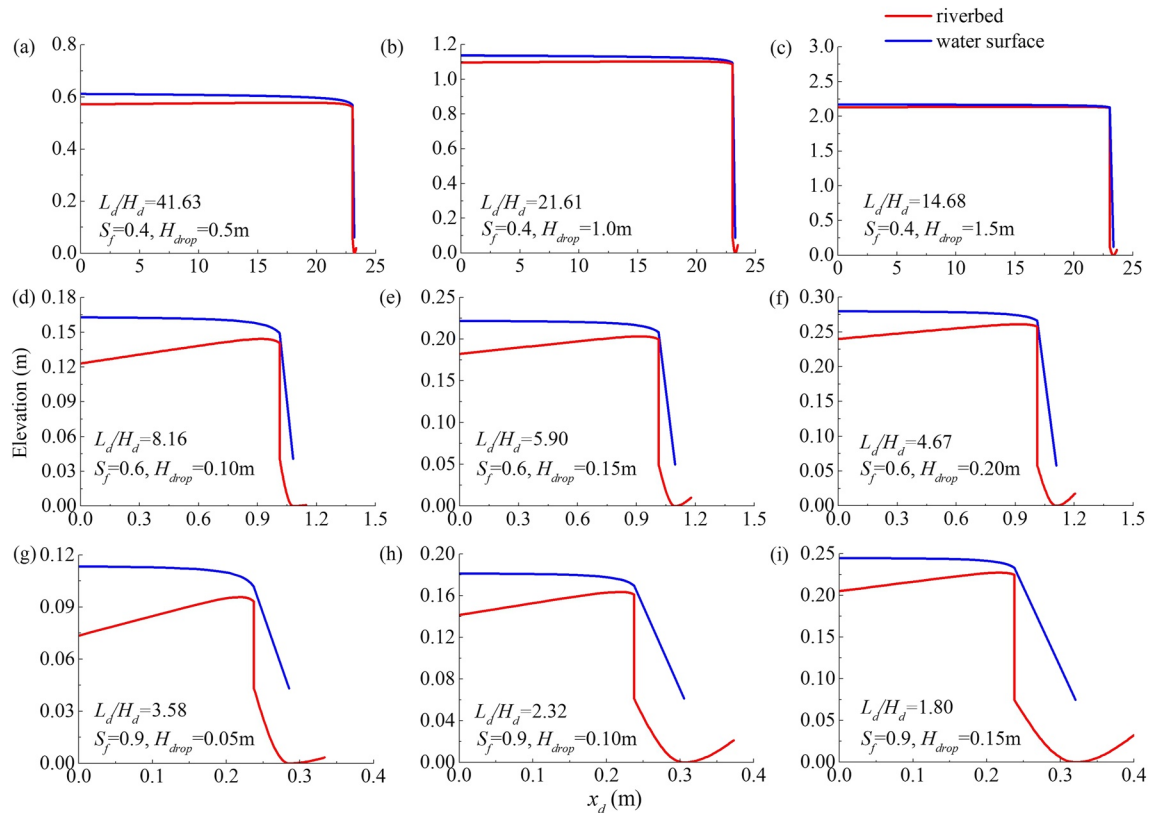 riverbed
water surface
(a)
0.8
0.6
0.4
0.2
0.0
L_d/H_d=41.63
S_f=0.4, H_drop=0.5m
0 5 10 15 20 25
(b)
1.2
1.0
0.8
0.6
0.4
0.2
0.0
L_d/H_d=21.61
S_f=0.4, H_drop=1.0m
0 5 10 15 20 25
(c)
3.0
2.5
2.0
1.5
1.0
0.5
0.0
L_d/H_d=14.68
S_f=0.4, H_drop=1.5m
0 5 10 15 20 25
Elevation (m)
(d)
0.18
0.15
0.12
0.09
0.06
0.03
0.00
L_d/H_d=8.16
S_f=0.6, H_drop=0.10m
0.0 0.3 0.6 0.9 1.2 1.5
(e)
0.25
0.20
0.15
0.10
0.05
0.00
L_d/H_d=5.90
S_f=0.6, H_drop=0.15m
0.0 0.3 0.6 0.9 1.2 1.5
(f)
0.30
0.25
0.20
0.15
0.10
0.05
0.00
L_d/H_d=4.67
S_f=0.6, H_drop=0.20m
0.0 0.3 0.6 0.9 1.2 1.5
(g)
0.12
0.09
0.06
0.03
0.00
L_d/H_d=3.58
S_f=0.9, H_drop=0.05m
0.0 0.1 0.2 0.3 0.4
(h)
0.20
0.16
0.12
0.08
0.04
0.00
L_d/H_d=2.32
S_f=0.9, H_drop=0.10m
0.0 0.1 0.2 0.3 0.4
(i)
0.25
0.20
0.15
0.10
0.05
0.00
L_d/H_d=1.80
S_f=0.9, H_drop=0.15m
0.0 0.1 0.2 0.3 0.4
x_d (m)